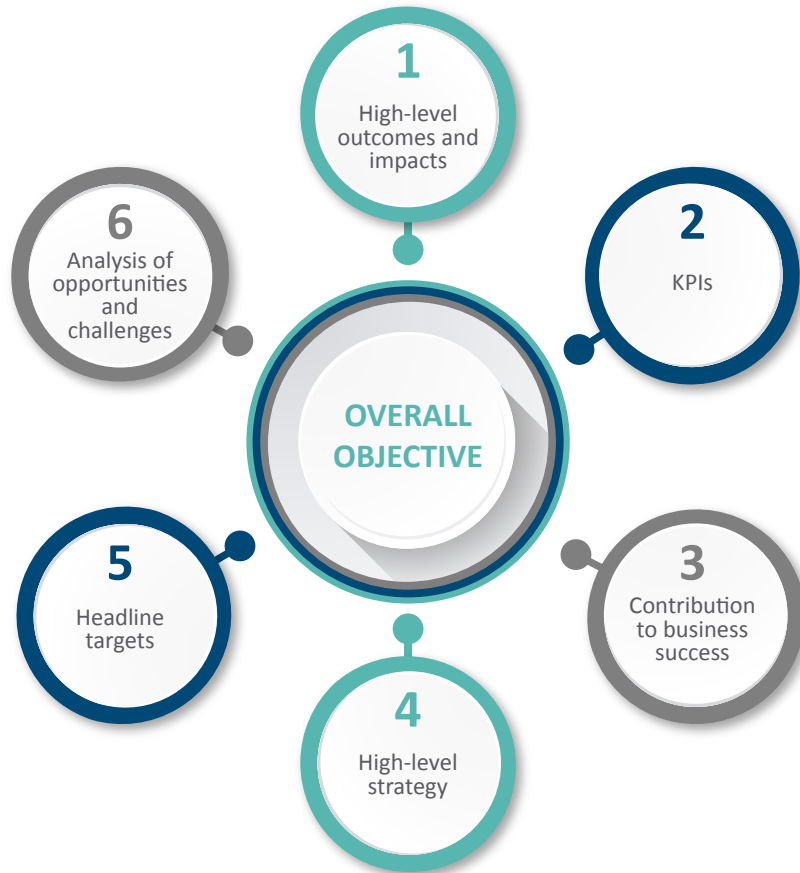 1
High-level
outcomes and
impacts
2
KPIs
3
Contribution
to business
success
4
High-level
strategy
5
Headline
targets
6
Analysis of
opportunities
and
challenges
OVERALL
OBJECTIVE